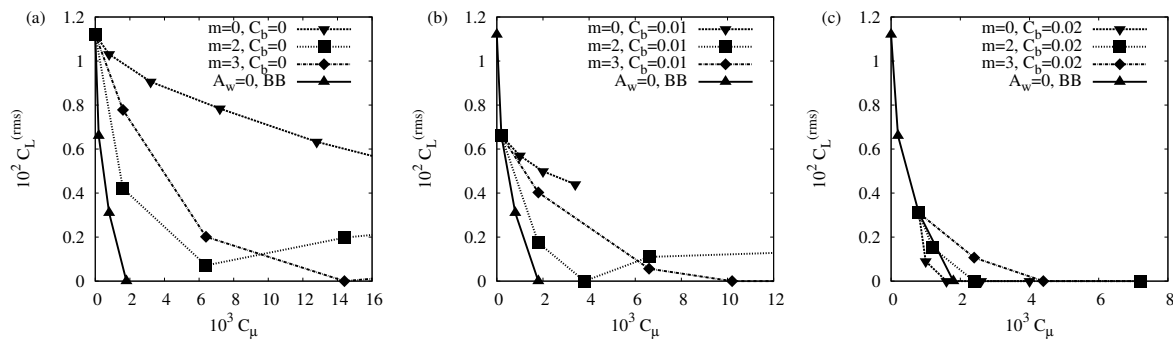 (a)
1.2
1
0.8
0.6
0.4
0.2
0
10² C_L^(rms)
m=0, C_b=0
m=2, C_b=0
m=3, C_b=0
A_w=0, BB
0 2 4 6 8 10 12 14 16
10³ C_μ
(b)
1.2
1
0.8
0.6
0.4
0.2
0
10² C_L^(rms)
m=0, C_b=0.01
m=2, C_b=0.01
m=3, C_b=0.01
A_w=0, BB
0 2 4 6 8 10 12
10³ C_μ
(c)
1.2
1
0.8
0.6
0.4
0.2
0
10² C_L^(rms)
m=0, C_b=0.02
m=2, C_b=0.02
m=3, C_b=0.02
A_w=0, BB
0 2 4 6 8
10³ C_μ